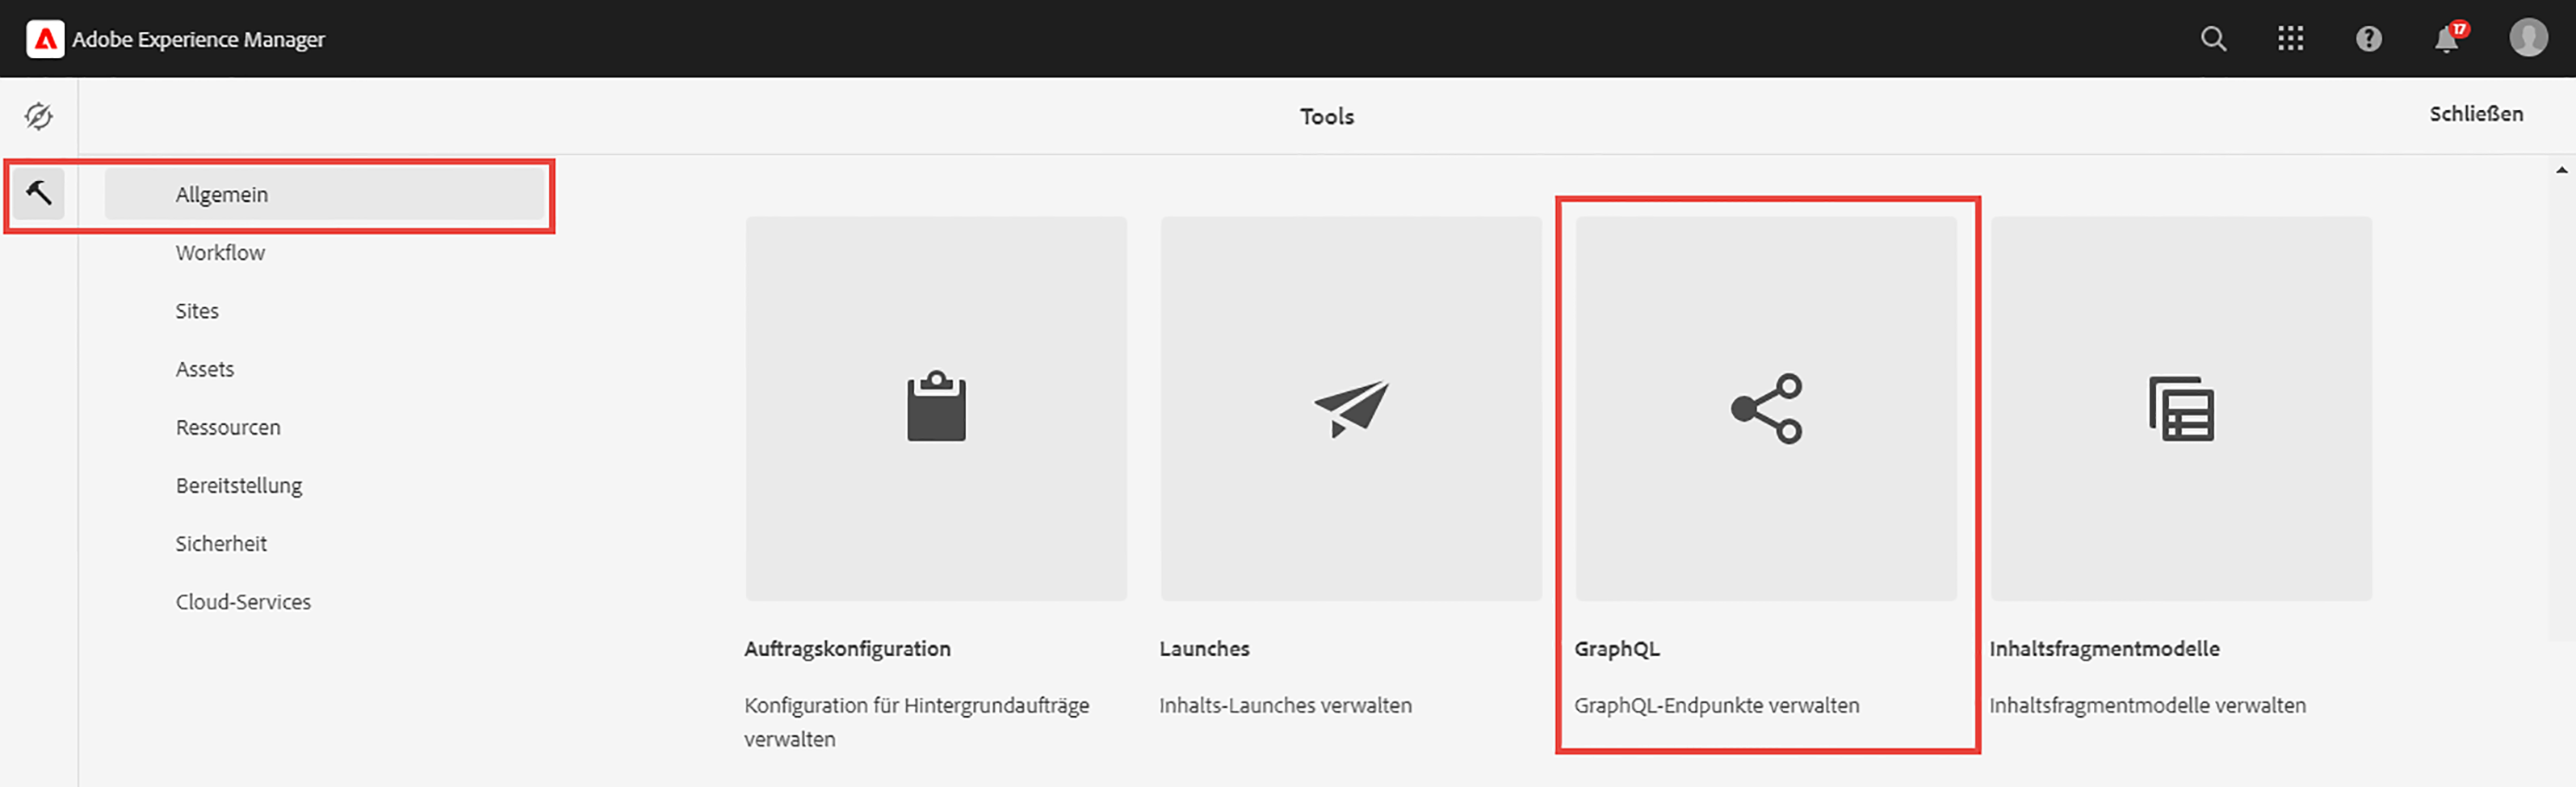 Adobe Experience Manager
17
Tools
Schließen
Allgemein
Workflow
Sites
Assets
Ressourcen
Bereitstellung
Sicherheit
Cloud-Services
Auftragskonfiguration
Konfiguration für Hintergrundaufträge
verwalten
Launches
Inhalts-Launches verwalten
GraphQL
GraphQL-Endpunkte verwalten
Inhaltsfragmentmodelle
Inhaltsfragmentmodelle verwalten